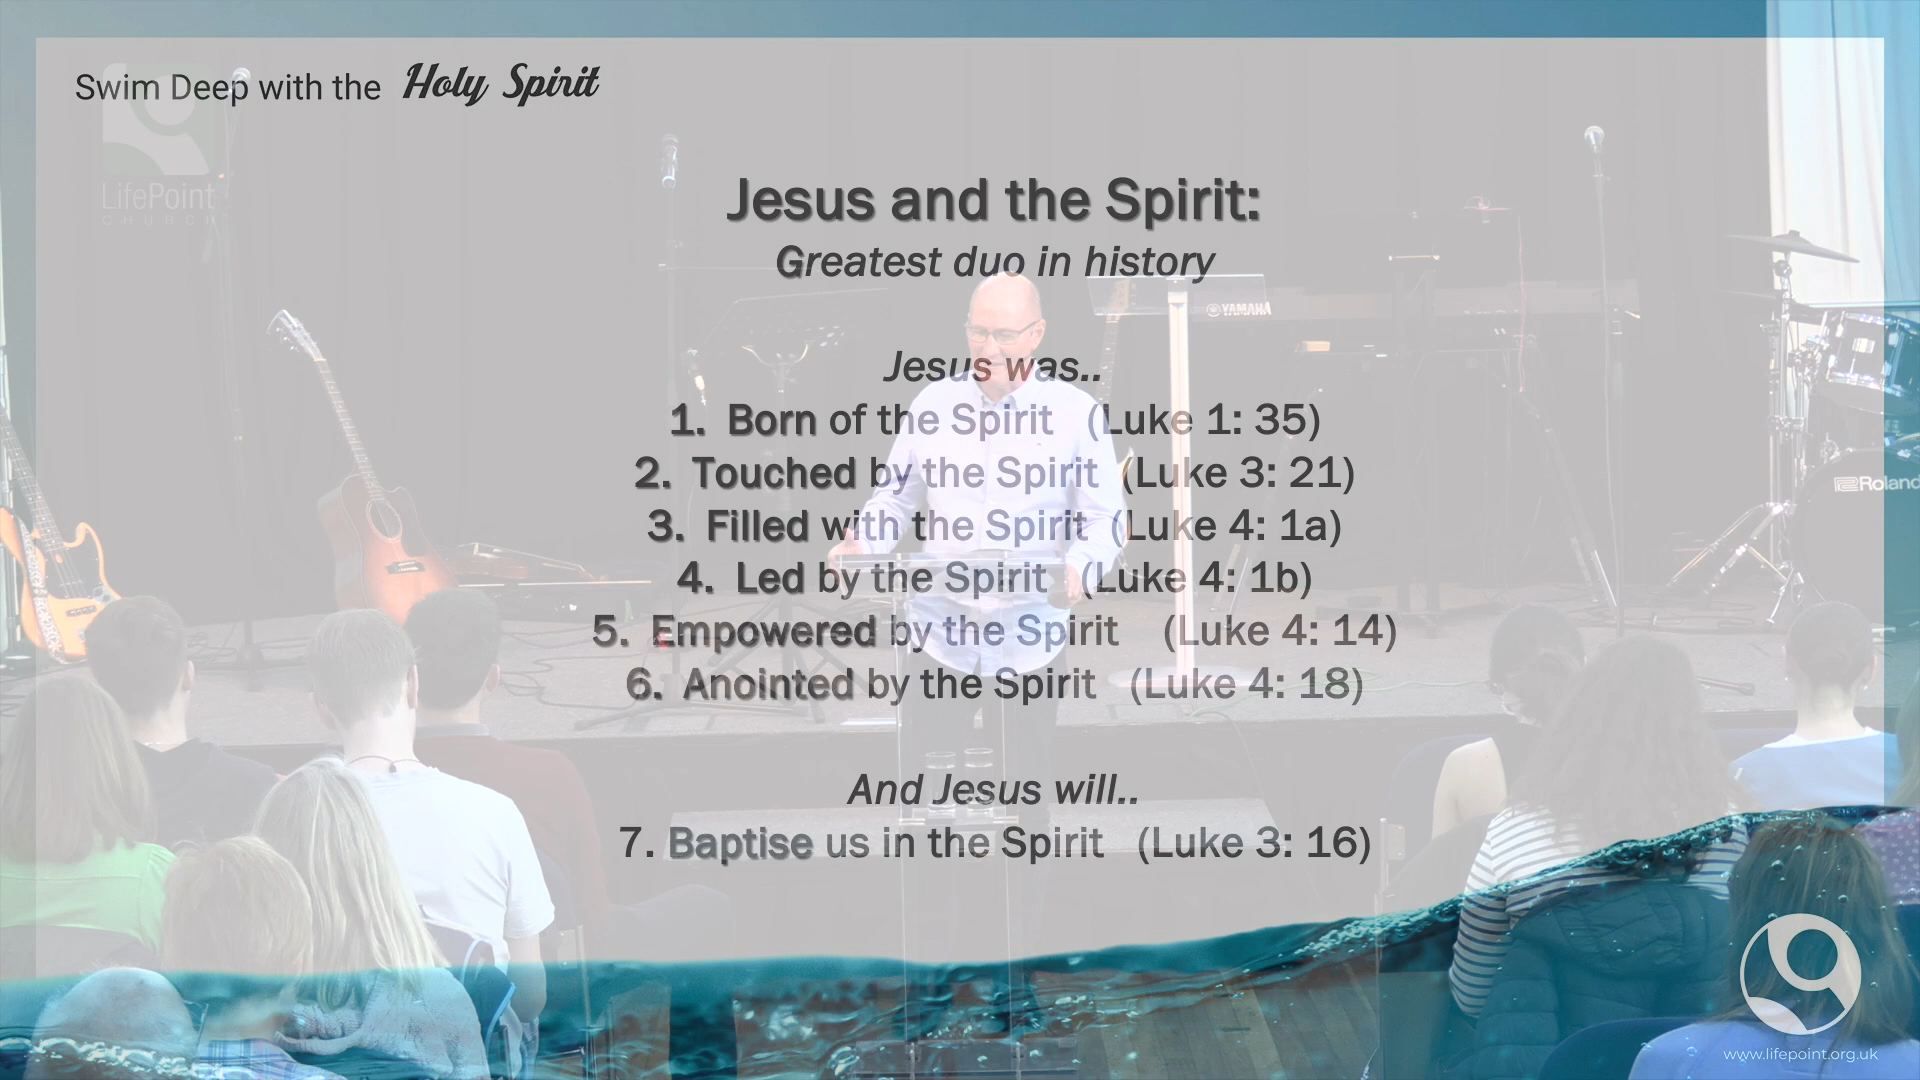 Swim Deep with the Holy Spirit
LifePoint
CHURCH
Jesus and the Spirit:
Greatest duo in history
YAMAHA
Jesus was..
1. Born of the Spirit (Luke 1: 35)
2. Touched by the Spirit (Luke 3: 21)
Roland
3. Filled with the Spirit (Luke 4: 1a)
4. Led by the Spirit (Luke 4: 1b)
5. Empowered by the Spirit (Luke 4: 14)
6. Anointed by the Spirit (Luke 4: 18)
And Jesus will..
7. Baptise us in the Spirit (Luke 3: 16)
www.lifepoint.org.uk